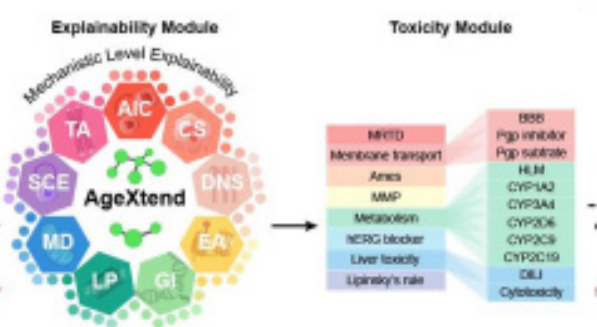 Explainability Module
Mechanistic Level Explainability
AIC
TA
CS
SCE
DNS
AgeXtend
MD
EA
LP
GI
Toxicity Module
MRTD
Membrane transport
Ames
MMP
Metabolism
hERG blocker
Liver toxicity
Lipinsky's rule
BBB
Pgp inhibitor
Pgp subtrate
HLM
CYP1A2
CYP3A4
CYP2D6
CYP2C9
CYP2C19
DILI
Cytotoxicity